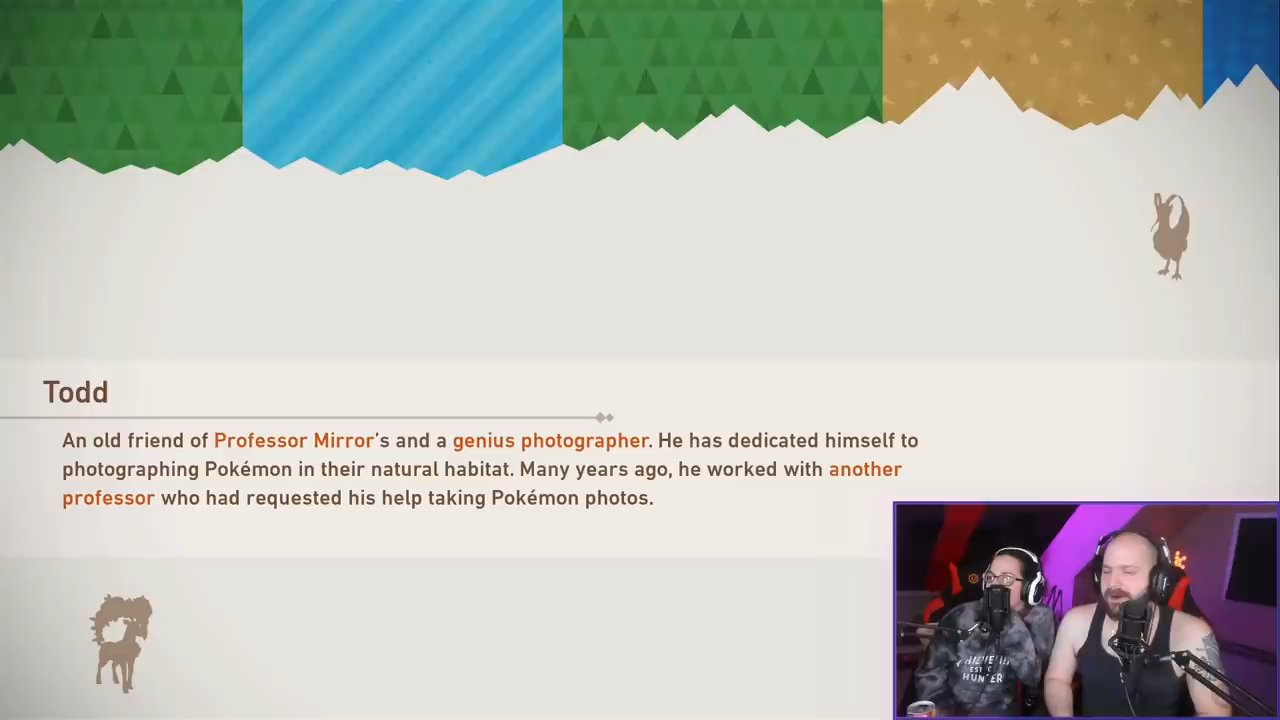 Todd
An old friend of Professor Mirror's and a genius photographer. He has dedicated himself to
photographing Pokémon in their natural habitat. Many years ago, he worked with another
professor who had requested his help taking Pokémon photos.
HUNTER